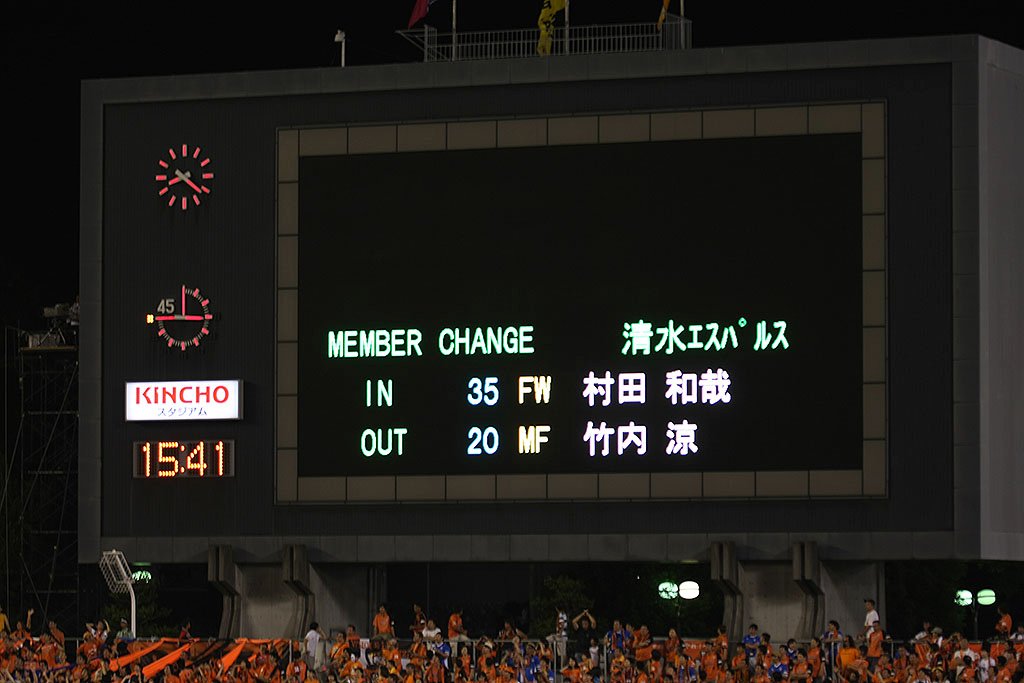 45
KINCHO
スタジアム
15:41
MEMBER CHANGE 清水エスパルス
IN 35 FW 村田 和哉
OUT 20 MF 竹内 涼